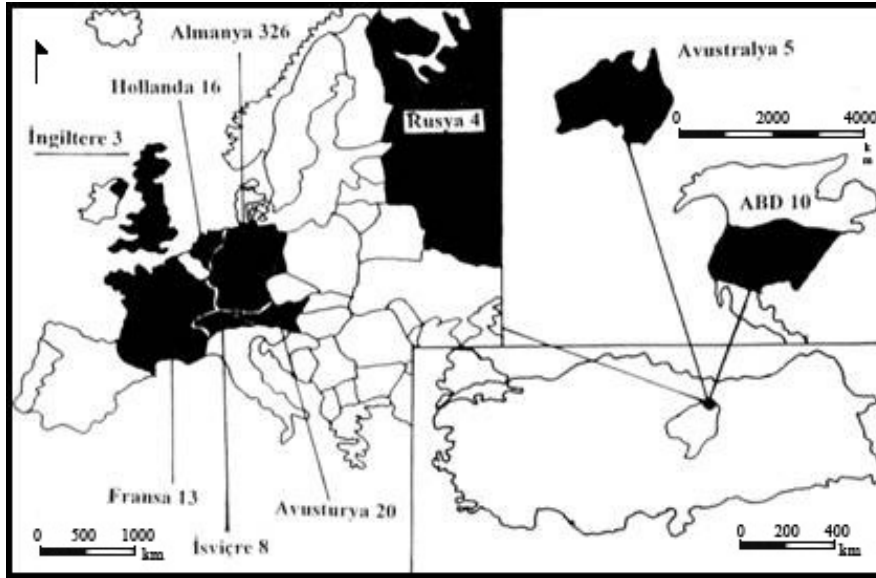 Almanya 326
Hollanda 16
İngiltere 3
Rusya 4
Avustralya 5
0 2000 4000
k
m
ABD 10
Fransa 13
Avusturya 20
İsviçre 8
0 500 1000
km
0 200 400
km